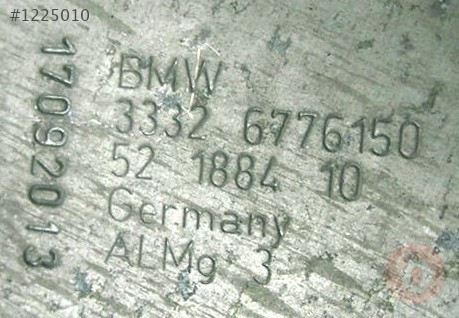 #1225010
BMW
3332 6776150
52 1884 10
Germany
ALMg 3
17092013